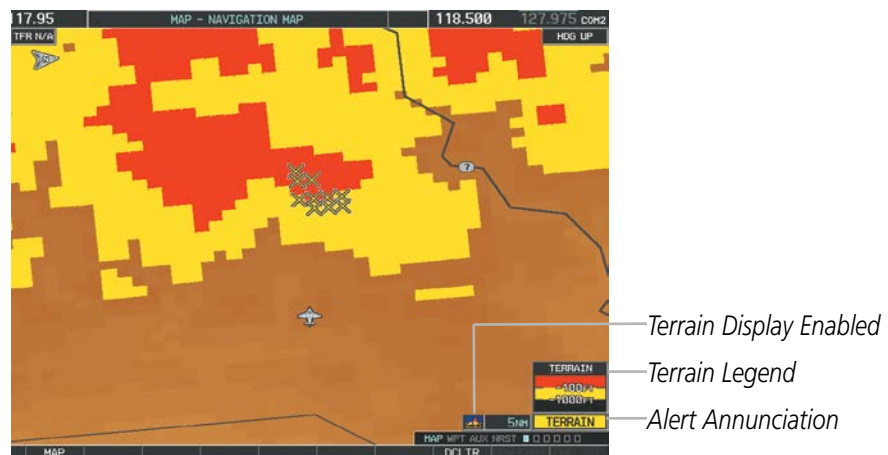 17.95
MAP - NAVIGATION MAP
118.500
127.975 COM2
TFR N/A
HDG UP
7
Terrain Display Enabled
TERRAIN
-100FT
-1000FT
Terrain Legend
5NM
TERRAIN
Alert Annunciation
MAP WPT AUX NRST
MAP
DCLTR